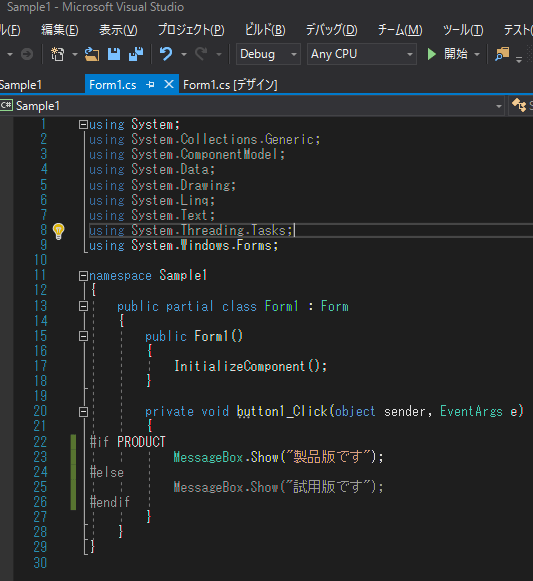 Sample1 - Microsoft Visual Studio
ル(F) 編集(E) 表示(V) プロジェクト(P) ビルド(B) デバッグ(D) チーム(M) ツール(T) テスト(
Debug Any CPU 開始
Sample1 Form1.cs Form1.cs [デザイン]
C# Sample1
1 using System;
2 using System.Collections.Generic;
3 using System.ComponentModel;
4 using System.Data;
5 using System.Drawing;
6 using System.Linq;
7 using System.Text;
8 using System.Threading.Tasks;
9 using System.Windows.Forms;
10
11 namespace Sample1
12 {
13 public partial class Form1 : Form
14 {
15 public Form1()
16 {
17 InitializeComponent();
18 }
19
20 private void button1_Click(object sender, EventArgs e)
21 {
22 #if PRODUCT
23 MessageBox.Show("製品版です");
24 #else
25 MessageBox.Show("試用版です");
26 #endif
27 }
28 }
29 }
30